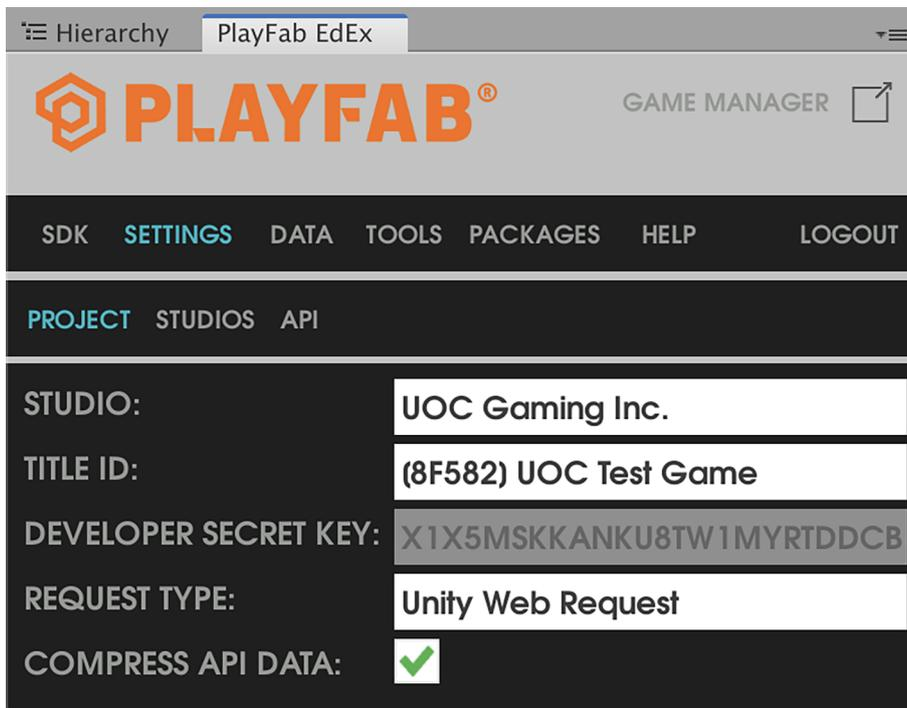 Hierarchy PlayFab EdEx
PLAYFAB® GAME MANAGER
SDK SETTINGS DATA TOOLS PACKAGES HELP LOGOUT
PROJECT STUDIOS API
STUDIO: UOC Gaming Inc.
TITLE ID: (8F582) UOC Test Game
DEVELOPER SECRET KEY: X1X5MSKKANKU8TW1MYRTDDCB
REQUEST TYPE: Unity Web Request
COMPRESS API DATA: